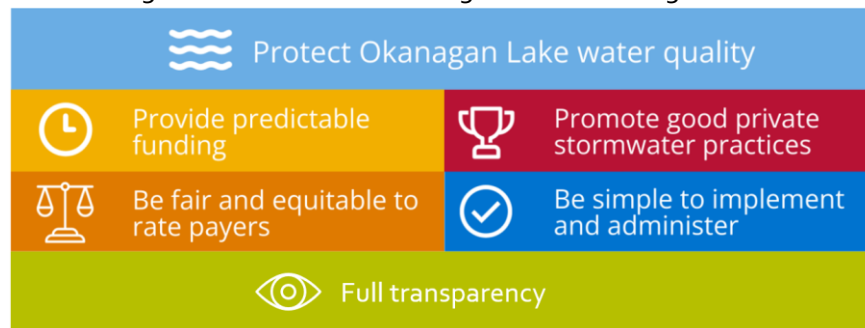 Protect Okanagan Lake water quality
Provide predictable
funding
Promote good private
stormwater practices
Be fair and equitable to
rate payers
Be simple to implement
and administer
Full transparency